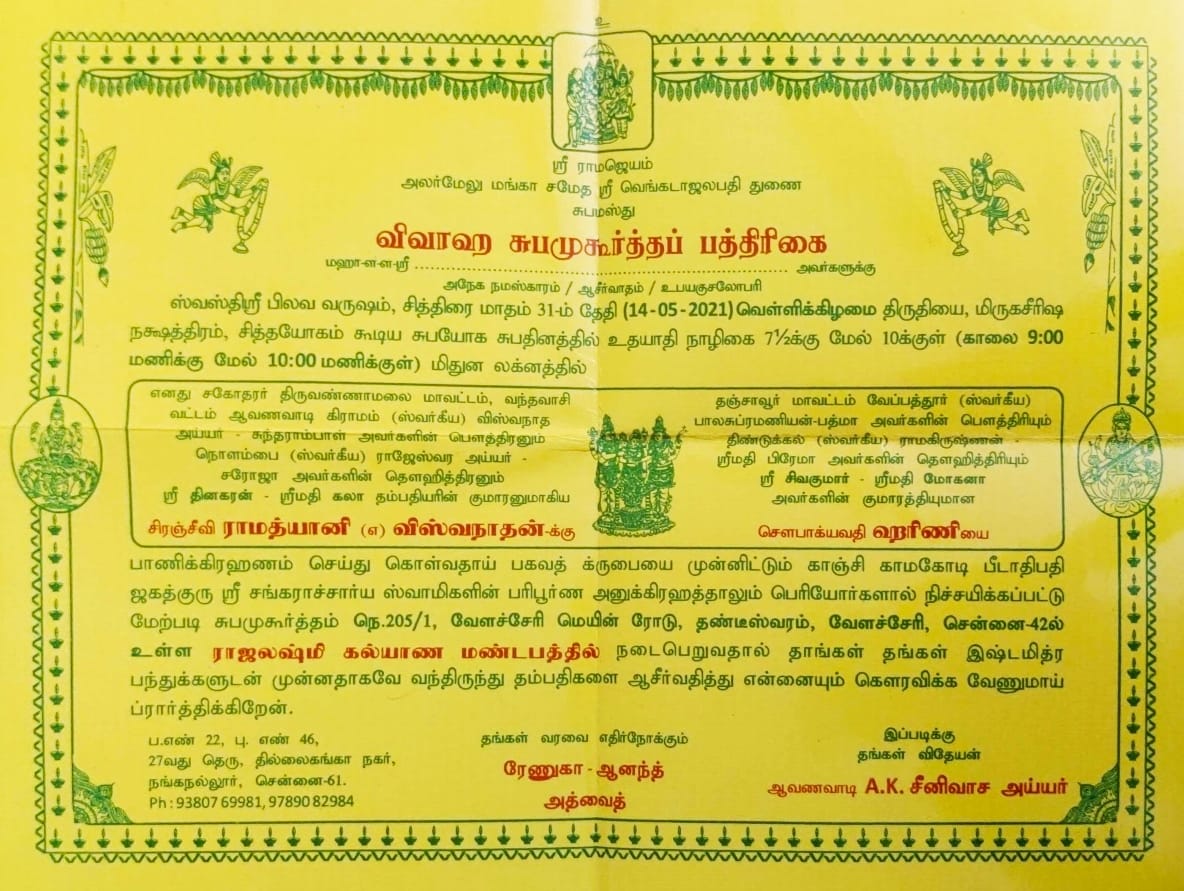 உ
ஸ்ரீ ராமஜெயம்
அலர்மேலு மங்கா சமேத ஸ்ரீ வெங்கடாஜலபதி துணை
சுபமஸ்து
விவாஹ சுபமுகூர்த்தப் பத்திரிகை
மஹா-ள-ள-ஸ்ரீ ............................................................ அவர்களுக்கு
அநேக நமஸ்காரம் / ஆசீர்வாதம் / உபயகுசலோபரி
ஸ்வஸ்திஸ்ரீ பிலவ வருஷம், சித்திரை மாதம் 31-ம் தேதி (14-05-2021) வெள்ளிக்கிழமை திருதியை, மிருகசீரிஷ
நக்ஷத்திரம், சித்தயோகம் கூடிய சுபயோக சுபதினத்தில் உதயாதி நாழிகை 7½க்கு மேல் 10க்குள் (காலை 9:00
மணிக்கு மேல் 10:00 மணிக்குள்) மிதுன லக்னத்தில்
எனது சகோதரர் திருவண்ணாமலை மாவட்டம், வந்தவாசி
வட்டம் ஆவணவாடி கிராமம் (ஸ்வர்கீய) விஸ்வநாத
அய்யர் - சுந்தராம்பாள் அவர்களின் பௌத்திரனும்
நொளம்பை (ஸ்வர்கீய) ராஜேஸ்வர அய்யர் -
சரோஜா அவர்களின் தௌஹித்திரனும்
ஸ்ரீ தினகரன் - ஸ்ரீமதி கலா தம்பதியரின் குமாரனுமாகிய
சிரஞ்சீவி ராமத்யானி (எ) விஸ்வநாதன்-க்கு
தஞ்சாவூர் மாவட்டம் வேப்பத்தூர் (ஸ்வர்கீய)
பாலசுப்ரமணியன்-பத்மா அவர்களின் பௌத்திரியும்
திண்டுக்கல் (ஸ்வர்கீய) ராமகிருஷ்ணன் -
ஸ்ரீமதி பிரேமா அவர்களின் தௌஹித்திரியும்
ஸ்ரீ சிவகுமார் - ஸ்ரீமதி மோகனா
அவர்களின் குமாரத்தியுமான
சௌபாக்யவதி ஹரிணியை
பாணிக்கிரஹணம் செய்து கொள்வதாய் பகவத் க்ருபையை முன்னிட்டும் காஞ்சி காமகோடி பீடாதிபதி
ஜகத்குரு ஸ்ரீ சங்கராச்சார்ய ஸ்வாமிகளின் பரிபூர்ண அனுக்கிரஹத்தாலும் பெரியோர்களால் நிச்சயிக்கப்பட்டு
மேற்படி சுபமுகூர்த்தம் நெ.205/1, வேளச்சேரி மெயின் ரோடு, தண்டீஸ்வரம், வேளச்சேரி, சென்னை-42ல்
உள்ள ராஜலஷ்மி கல்யாண மண்டபத்தில் நடைபெறுவதால் தாங்கள் தங்கள் இஷ்டமித்ர
பந்துக்களுடன் முன்னதாகவே வந்திருந்து தம்பதிகளை ஆசீர்வதித்து என்னையும் கௌரவிக்க வேணுமாய்
ப்ரார்த்திக்கிறேன்.
ப.எண் 22, பு. எண் 46,
27வது தெரு, தில்லைகங்கா நகர்,
நங்கநல்லூர், சென்னை-61.
Ph : 93807 69981, 97890 82984
தங்கள் வரவை எதிர்நோக்கும்
ரேணுகா - ஆனந்த்
அத்வைத்
இப்படிக்கு
தங்கள் விதேயன்
ஆவணவாடி A.K. சீனிவாச அய்யர்